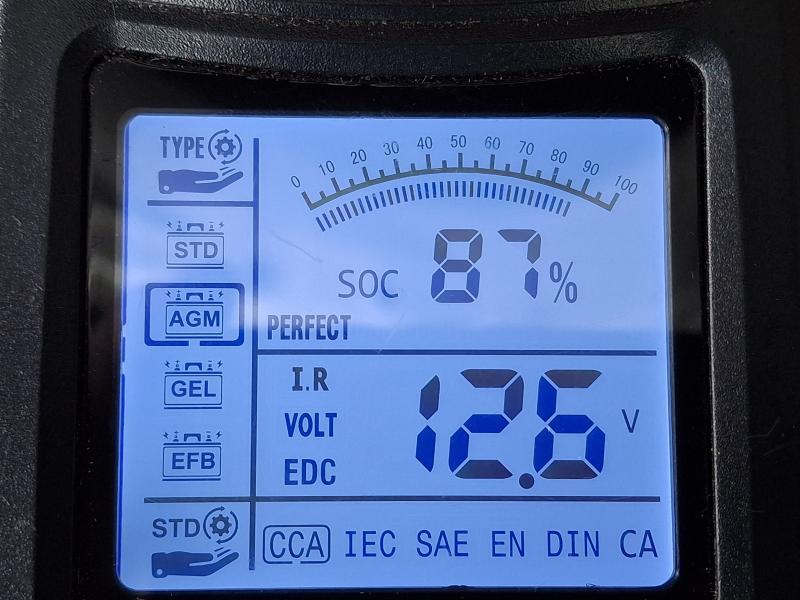 TYPE
0 10 20 30 40 50 60 70 80 90 100
STD
SOC 87%
AGM
PERFECT
GEL
I.R
VOLT 12.6 V
EFB
EDC
STD
CCA IEC SAE EN DIN CA